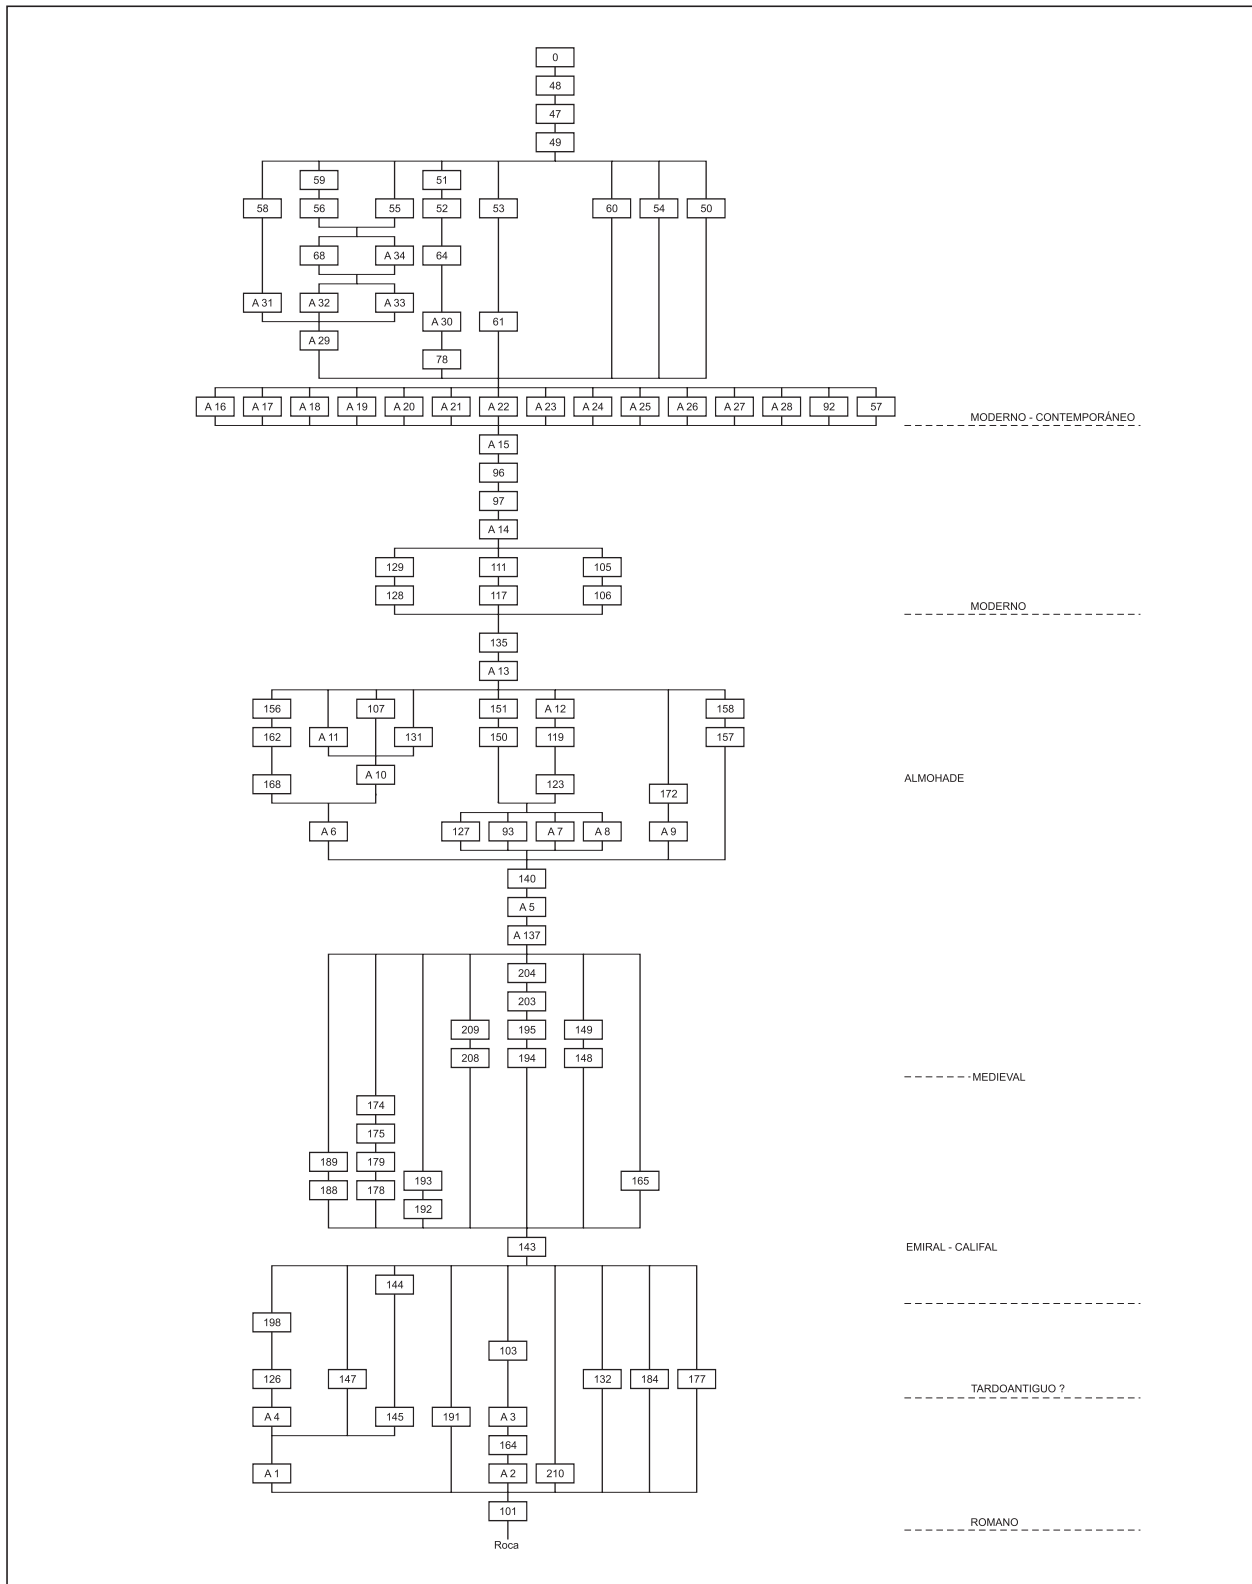 0
48
47
49
59 51
58 56 55 52 53 60 54 50
68 A 34 64
A 31 A 32 A 33
A 30 61
A 29
78
A 16 A 17 A 18 A 19 A 20 A 21 A 22 A 23 A 24 A 25 A 26 A 27 A 28 92 57
MODERNO - CONTEMPORÁNEO
A 15
96
97
A 14
129 111 105
128 117 106
MODERNO
135
A 13
156 107 151 A 12 158
162 A 11 131 150 119 157
A 10
ALMOHADE
168 123
172
A 6 127 93 A 7 A 8 A 9
140
A 5
A 137
204
203
209 195 149
208 194 148
MEDIEVAL
174
175
189 179
193 165
188 178
192
143
EMIRAL - CALIFAL
144
198
103
126 147 132 184 177
TARDOANTIGUO ?
A 4 145 191 A 3
164
A 1 A 2 210
101
ROMANO
Roca